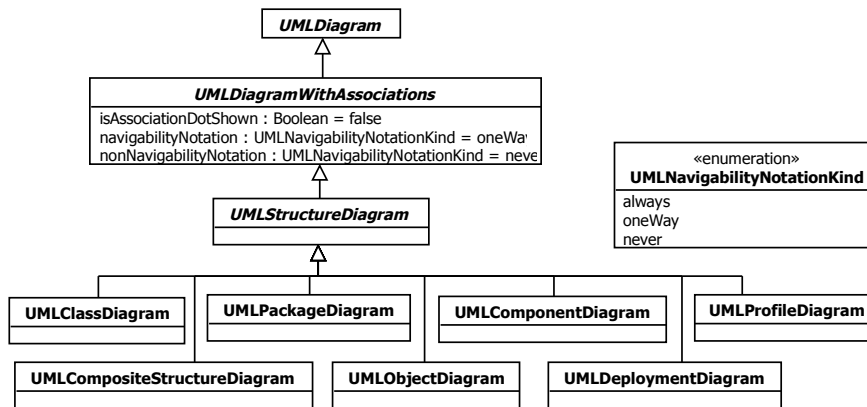 UMLDiagram
UMLDiagramWithAssociations
isAssociationDotShown : Boolean = false
navigabilityNotation : UMLNavigabilityNotationKind = oneWay
nonNavigabilityNotation : UMLNavigabilityNotationKind = never
«enumeration»
UMLNavigabilityNotationKind
always
oneWay
never
UMLStructureDiagram
UMLClassDiagram
UMLPackageDiagram
UMLComponentDiagram
UMLProfileDiagram
UMLCompositeStructureDiagram
UMLObjectDiagram
UMLDeploymentDiagram